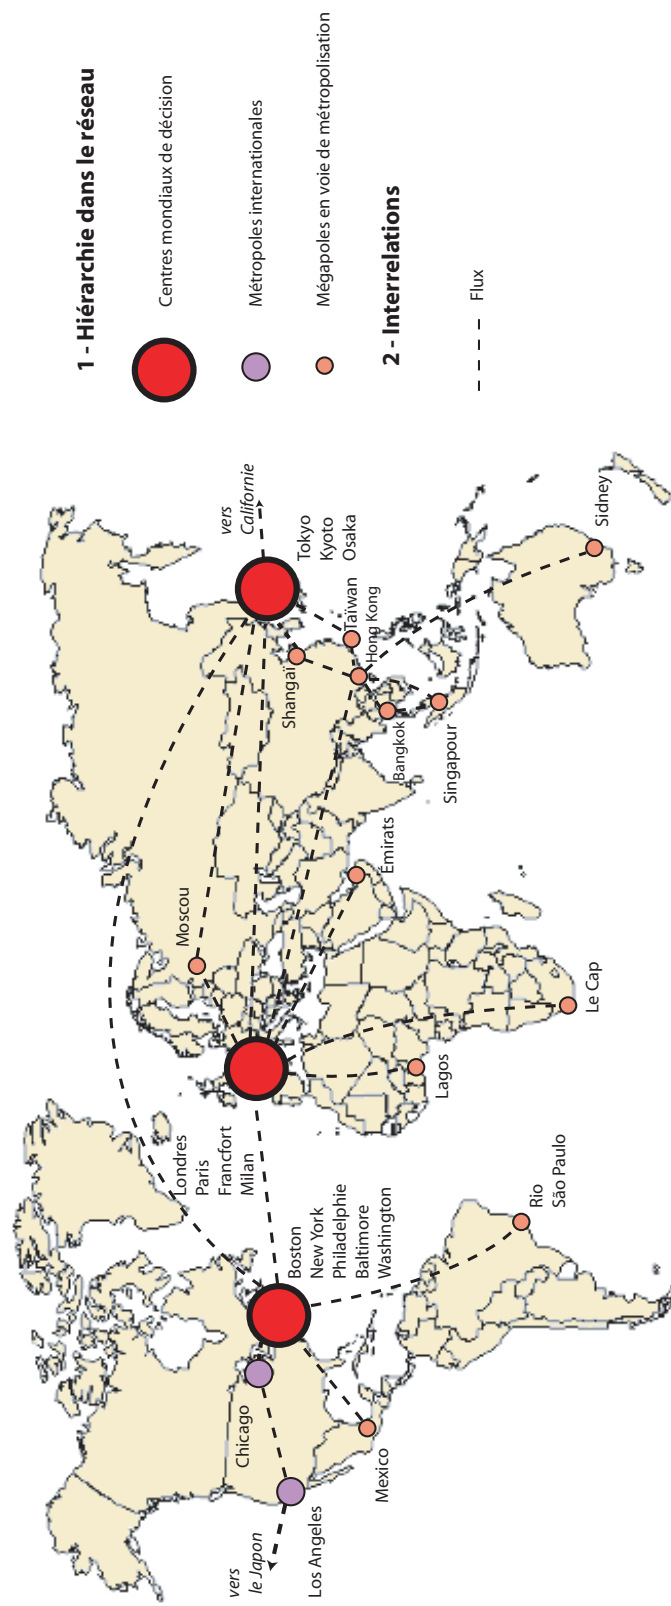 1 - Hiérarchie dans le réseau
Centres mondiaux de décision
Métropoles internationales
Mégapoles en voie de métropolisation
2 - Interrelations
Flux
vers
le Japon
Los Angeles
Chicago
Mexico
Boston
New York
Philadelphie
Baltimore
Washington
Rio
São Paulo
Londres
Paris
Francfort
Milan
Moscou
Lagos
Le Cap
Émirats
Shangaï
Bangkok
Singapour
Hong Kong
Taïwan
Tokyo
Kyoto
Osaka
vers
Californie
Sidney